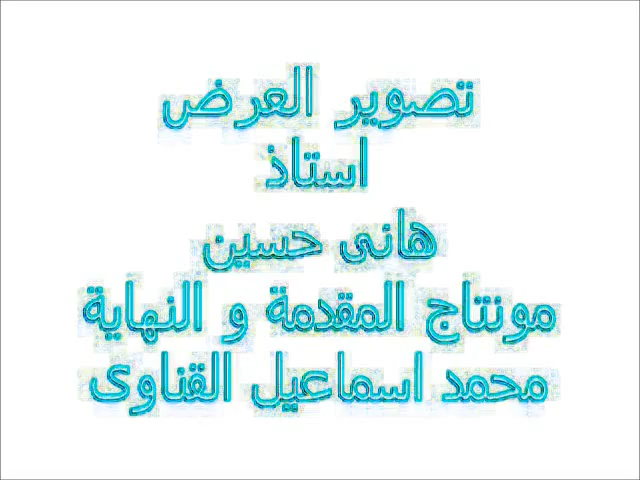 تصوير العرض
استاذ
هانى حسين
مونتاج المقدمة و النهاية
محمد اسماعيل القناوى